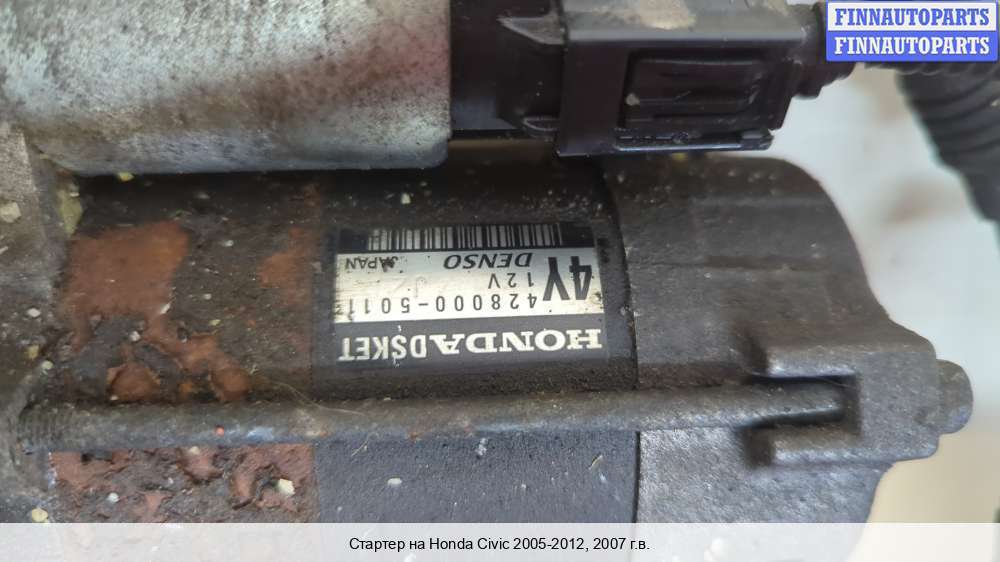 FINNAUTOPARTS
FINNAUTOPARTS
HONDA DSKET
428000-5011
4Y 12V
DENSO JAPAN
Стартер на Honda Civic 2005-2012, 2007 г.в.